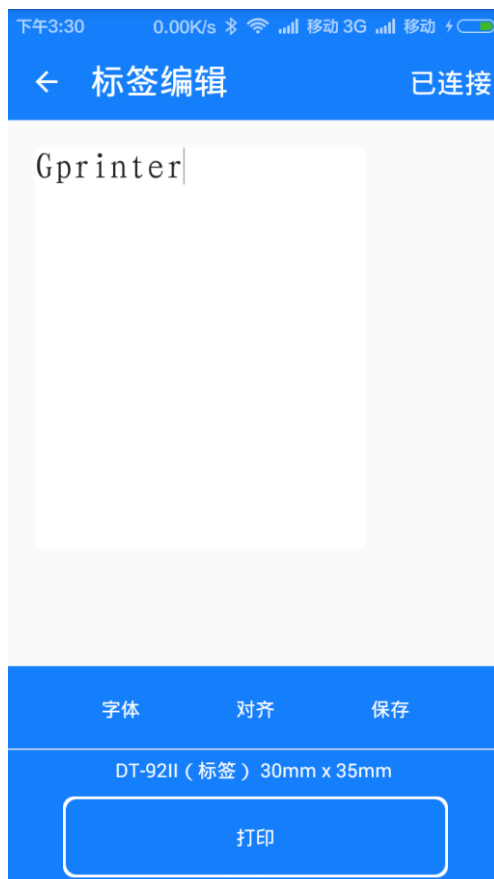 下午3:30 0.00K/s 移动 3G 移动
标签编辑 已连接
Gprinter
字体 对齐 保存
DT-92II（标签）30mm x 35mm
打印